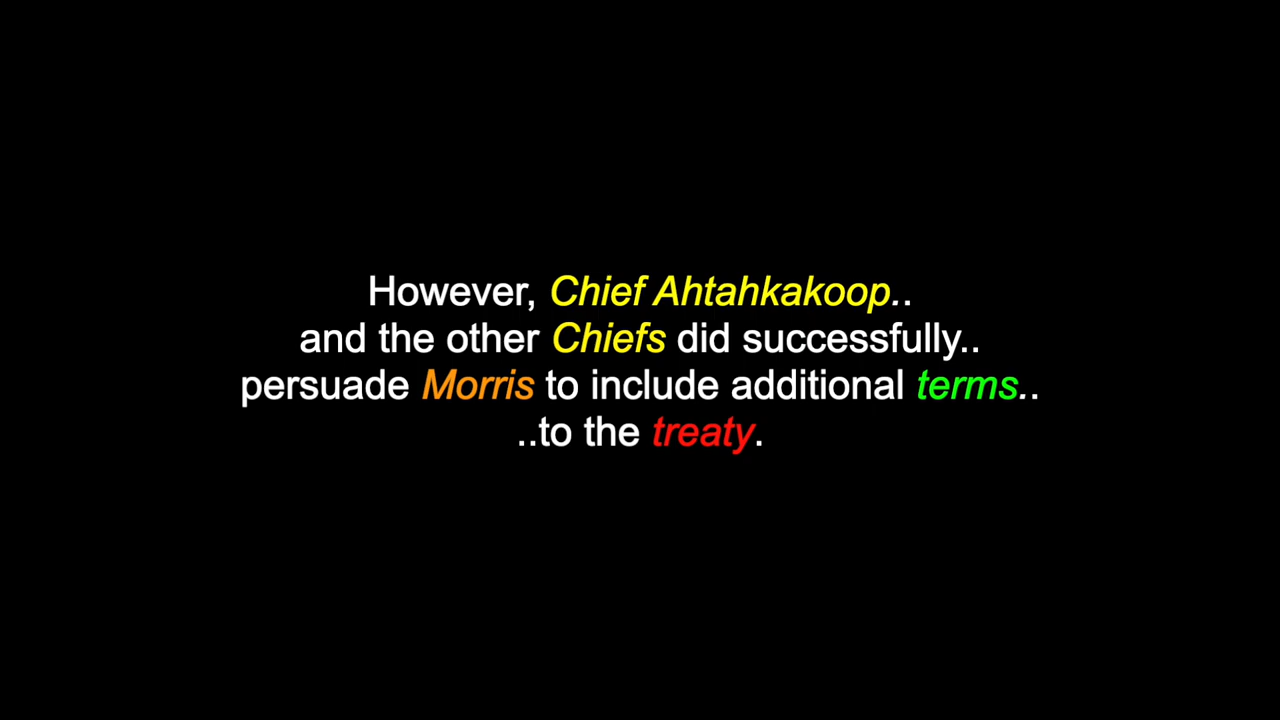 However, Chief Ahtahkakoop..
and the other Chiefs did successfully..
persuade Morris to include additional terms..
..to the treaty.